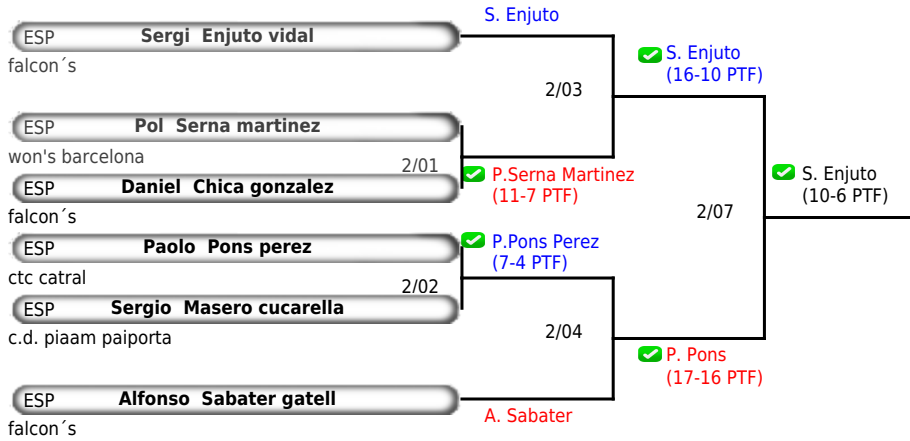 S. Enjuto
ESP Sergi Enjuto vidal
falcon´s
S. Enjuto
(16-10 PTF)
2/03
ESP Pol Serna martinez
won's barcelona
2/01
P.Serna Martinez
(11-7 PTF)
ESP Daniel Chica gonzalez
falcon´s
S. Enjuto
(10-6 PTF)
2/07
ESP Paolo Pons perez
ctc catral
P.Pons Perez
(7-4 PTF)
2/02
ESP Sergio Masero cucarella
c.d. piaam paiporta
2/04
P. Pons
(17-16 PTF)
ESP Alfonso Sabater gatell
falcon´s
A. Sabater